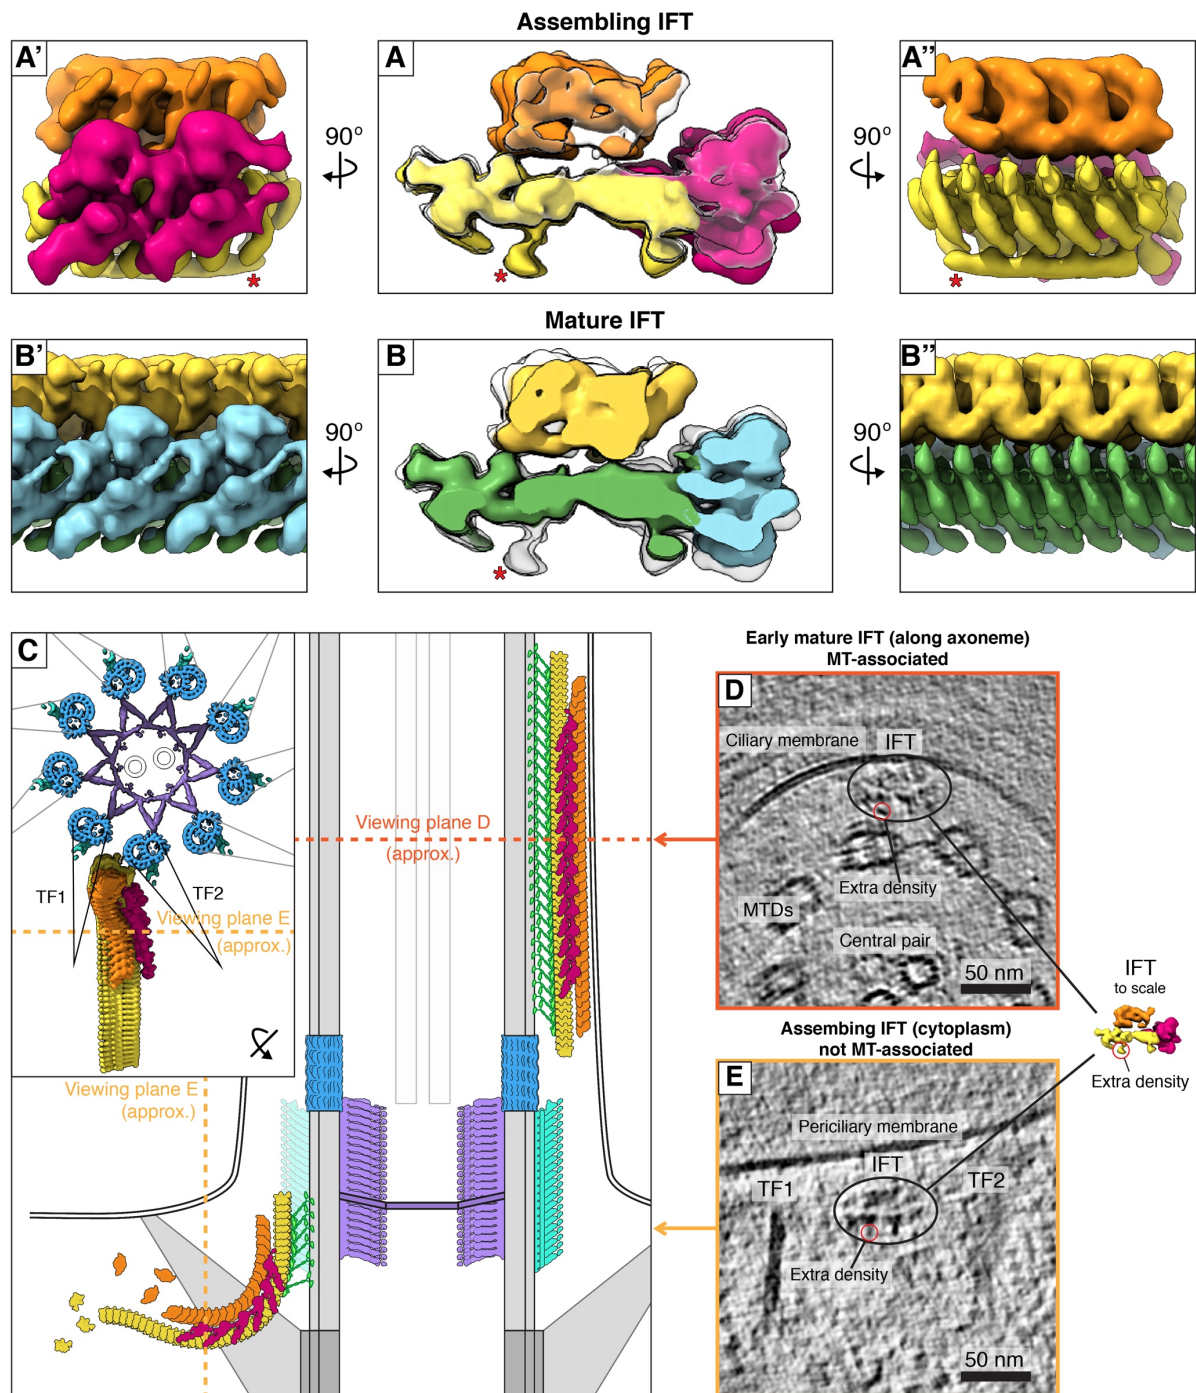 Assembling IFT
A’
90°
A
90°
A’’
*
*
*
Mature IFT
B’
90°
B
90°
B’’
*
C
TF1
TF2
Viewing plane E
(approx.)
Viewing plane D
(approx.)
Viewing plane E
(approx.)
Early mature IFT (along axoneme)
MT-associated
D
Ciliary membrane
IFT
Extra density
MTDs
Central pair
50 nm
IFT
to scale
Extra density
Assembing IFT (cytoplasm)
not MT-associated
E
Periciliary membrane
IFT
TF1
TF2
Extra density
50 nm